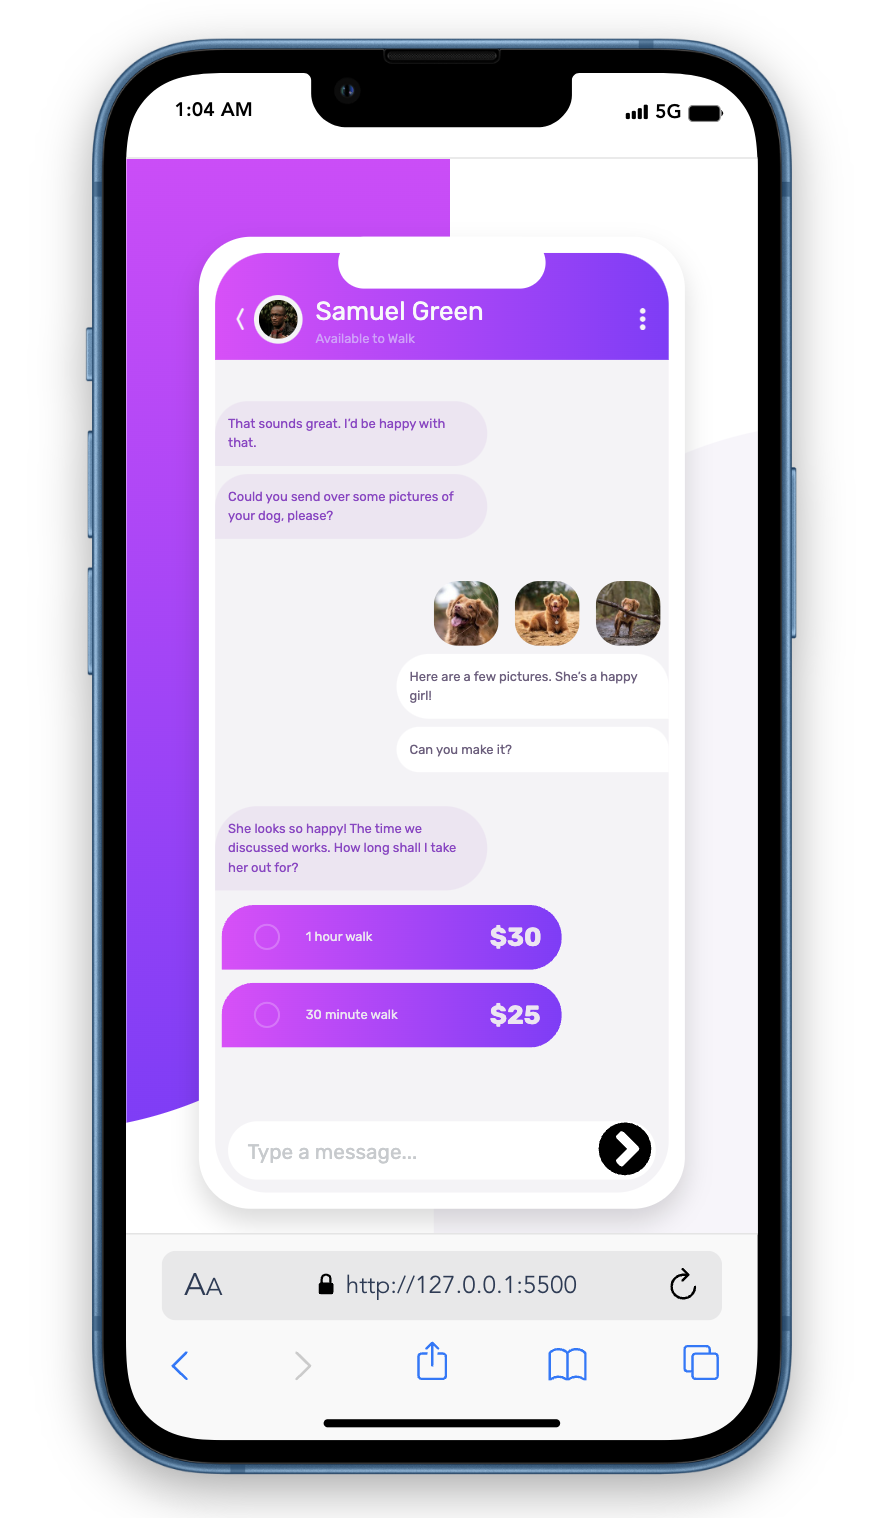 1:04 AM 5G
Samuel Green
Available to Walk
That sounds great. I'd be happy with
that.
Could you send over some pictures of
your dog, please?
Here are a few pictures. She's a happy
girl!
Can you make it?
She looks so happy! The time we
discussed works. How long shall I take
her out for?
1 hour walk $30
30 minute walk $25
Type a message...
AA http://127.0.0.1:5500